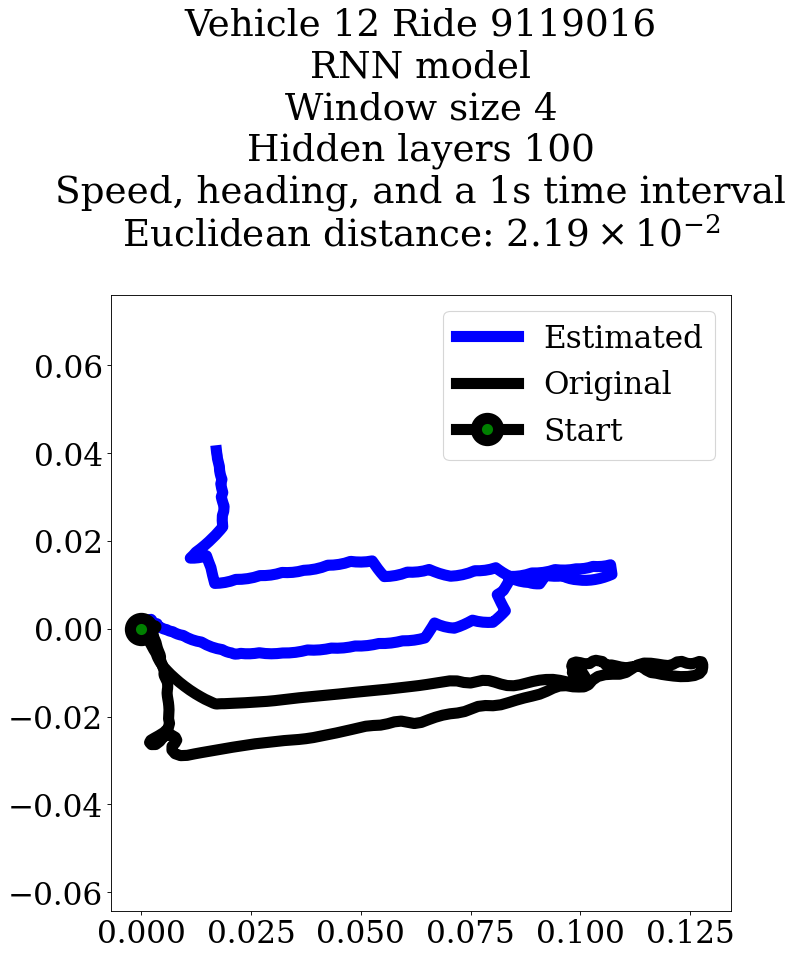 Vehicle 12 Ride 9119016
RNN model
Window size 4
Hidden layers 100
Speed, heading, and a 1s time interval
Euclidean distance: 2.19 × 10⁻²
Estimated
Original
Start
0.06
0.04
0.02
0.00
−0.02
−0.04
−0.06
0.000 0.025 0.050 0.075 0.100 0.125